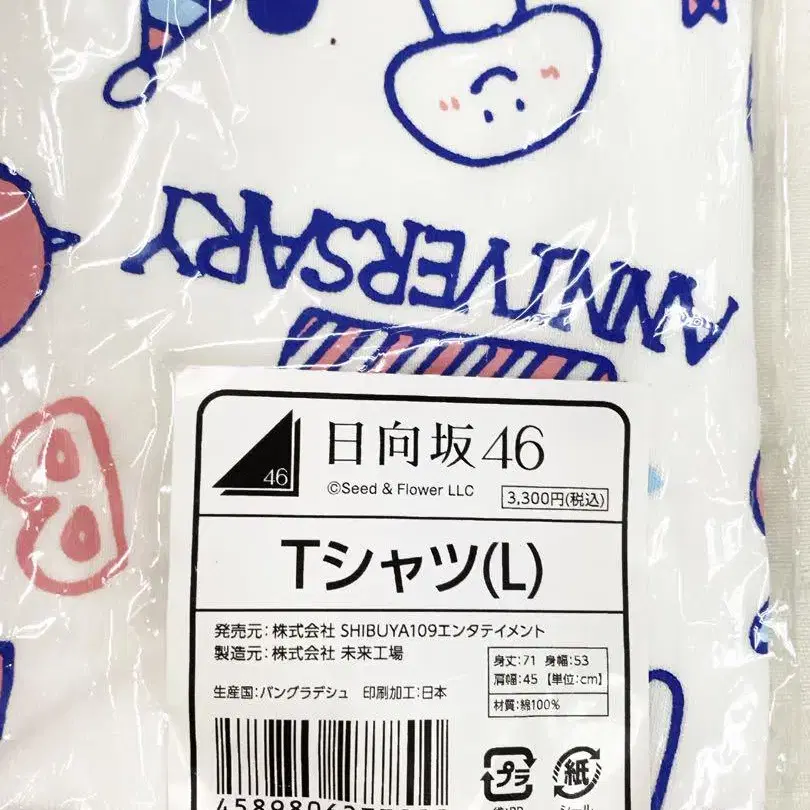 ANNIVERSARY
B
46
日向坂46
©Seed & Flower LLC
3,300円(税込)
Tシャツ(L)
発売元:株式会社 SHIBUYA109エンタテイメント
製造元:株式会社 未来工場
身丈:71 身幅:53
肩幅:45【単位:cm】
生産国:バングラデシュ 印刷加工:日本
材質:綿100%
プラ
紙